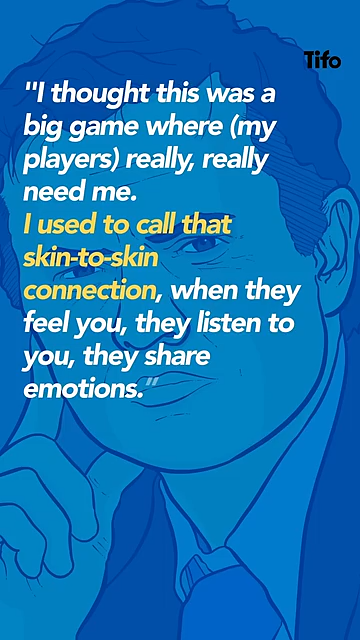 Tifo
"I thought this was a
big game where (my
players) really, really
need me.
I used to call that
skin-to-skin
connection, when they
feel you, they listen to
you, they share
emotions."